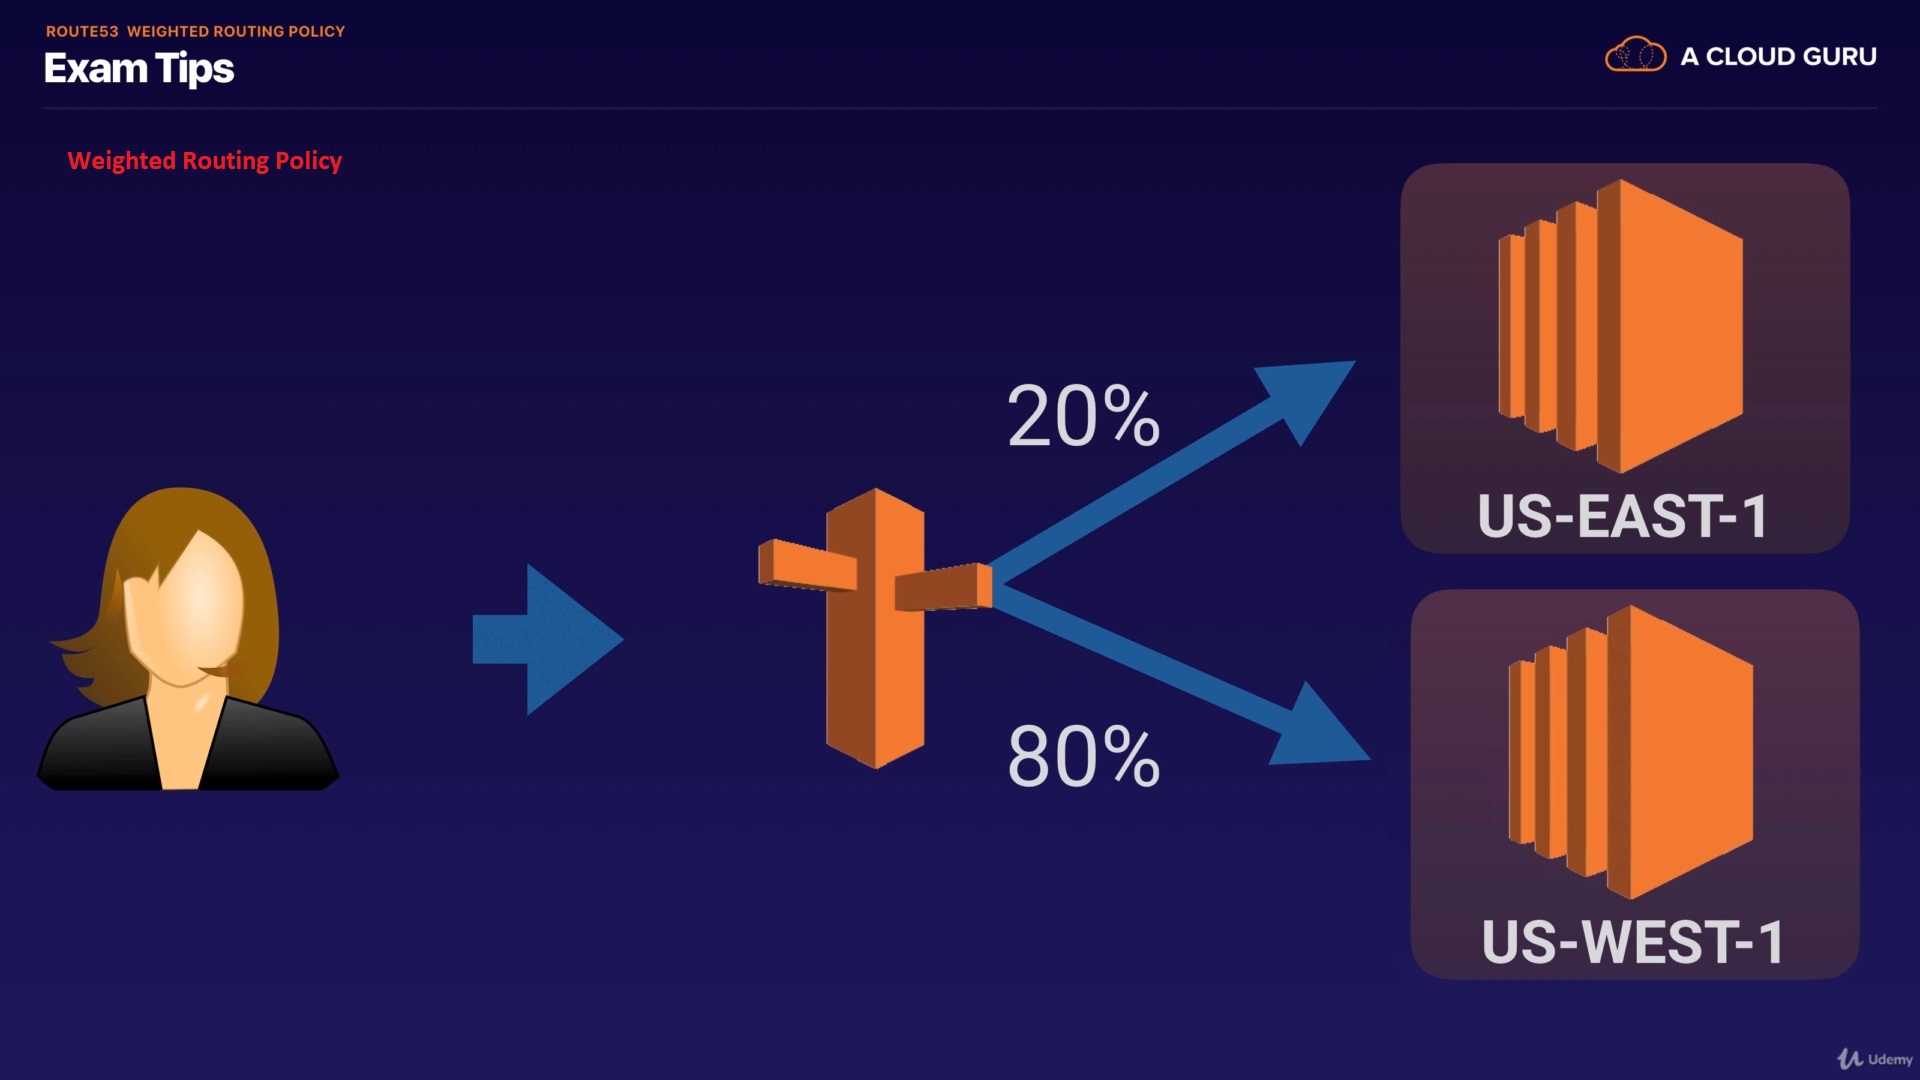 ROUTE53 WEIGHTED ROUTING POLICY
Exam Tips
A CLOUD GURU
Weighted Routing Policy
20%
US-EAST-1
80%
US-WEST-1
Udemy